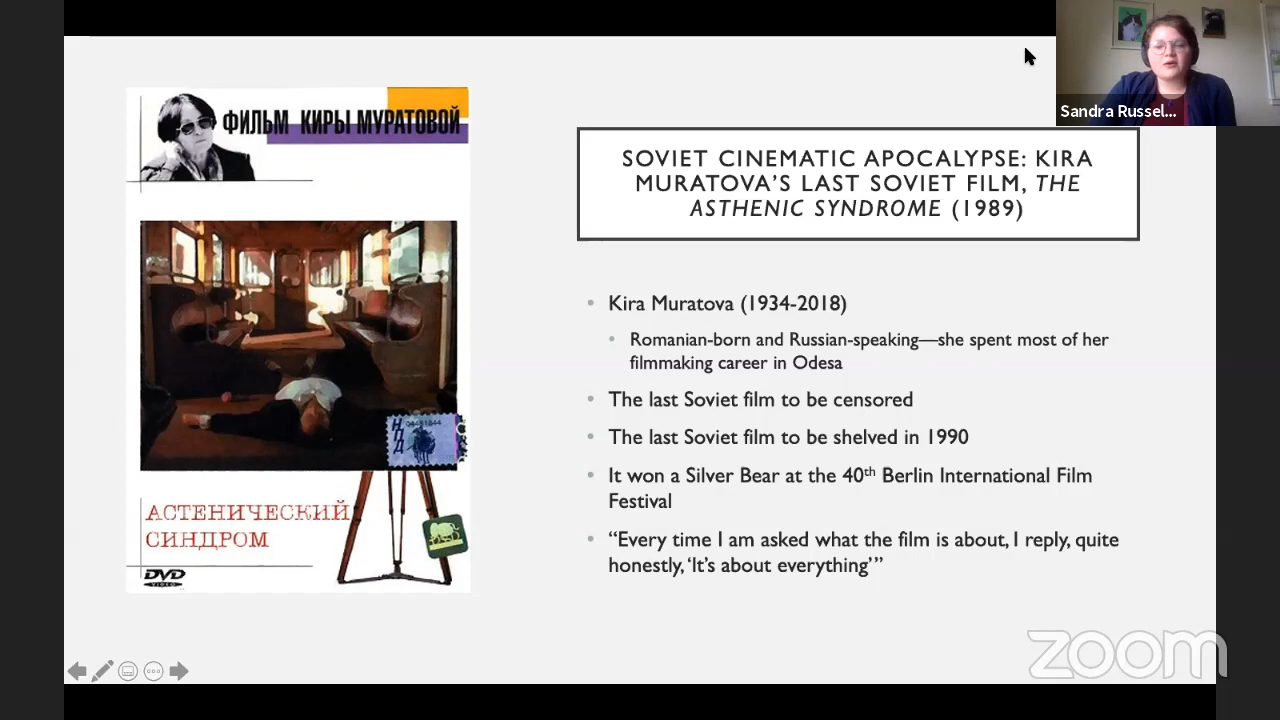 Sandra Russel...
ФИЛЬМ КИРЫ МУРАТОВОЙ
SOVIET CINEMATIC APOCALYPSE: KIRA
MURATOVA’S LAST SOVIET FILM, THE
ASTHENIC SYNDROME (1989)
Kira Muratova (1934-2018)
Romanian-born and Russian-speaking—she spent most of her
filmmaking career in Odesa
The last Soviet film to be censored
The last Soviet film to be shelved in 1990
It won a Silver Bear at the 40th Berlin International Film
Festival
“Every time I am asked what the film is about, I reply, quite
honestly, ‘It’s about everything’”
АСТЕНИЧЕСКИЙ
СИНДРОМ
DVD
VIDEO
zoom